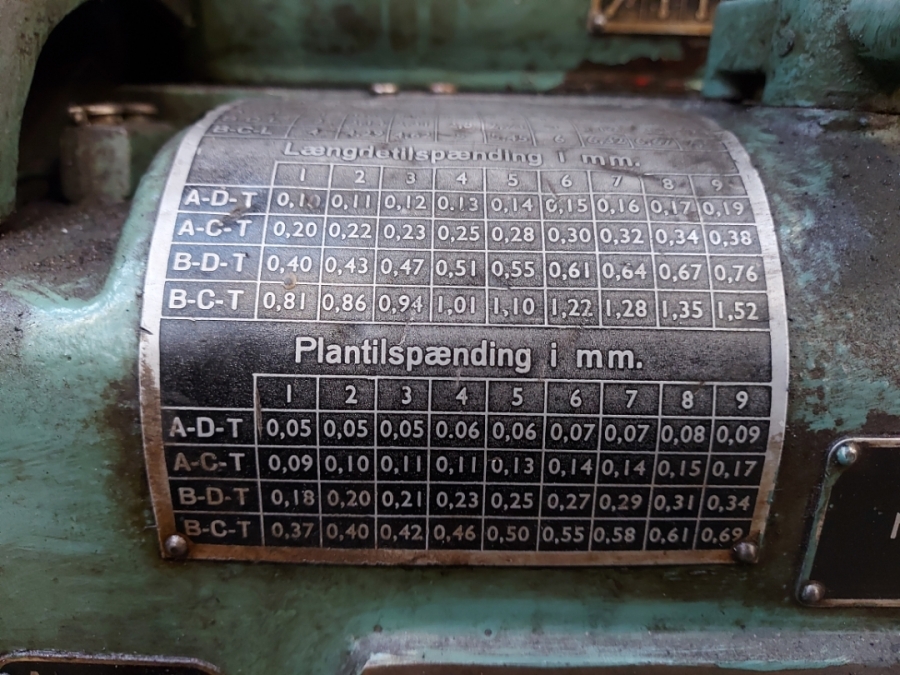 B-C-L 6
Længdetilspænding i mm.
1 2 3 4 5 6 7 8 9
A-D-T 0,10 0,11 0,12 0.13 0,14 0,15 0,16 0,17 0,19
A-C-T 0,20 0,22 0,23 0,25 0,28 0,30 0,32 0,34 0,38
B-D-T 0,40 0,43 0,47 0,51 0,55 0,61 0,64 0,67 0,76
B-C-T 0,81 0,86 0,94 1,01 1,10 1,22 1,28 1,35 1,52
Plantilspænding i mm.
1 2 3 4 5 6 7 8 9
A-D-T 0,05 0,05 0,05 0.06 0,06 0,07 0,07 0,08 0,09
A-C-T 0,09 0,10 0,11 0,11 0,13 0,14 0,14 0,15 0,17
B-D-T 0,18 0,20 0,21 0,23 0,25 0,27 0,29 0,31 0,34
B-C-T 0,37 0,40 0,42 0,46 0,50 0,55 0,58 0,61 0,69